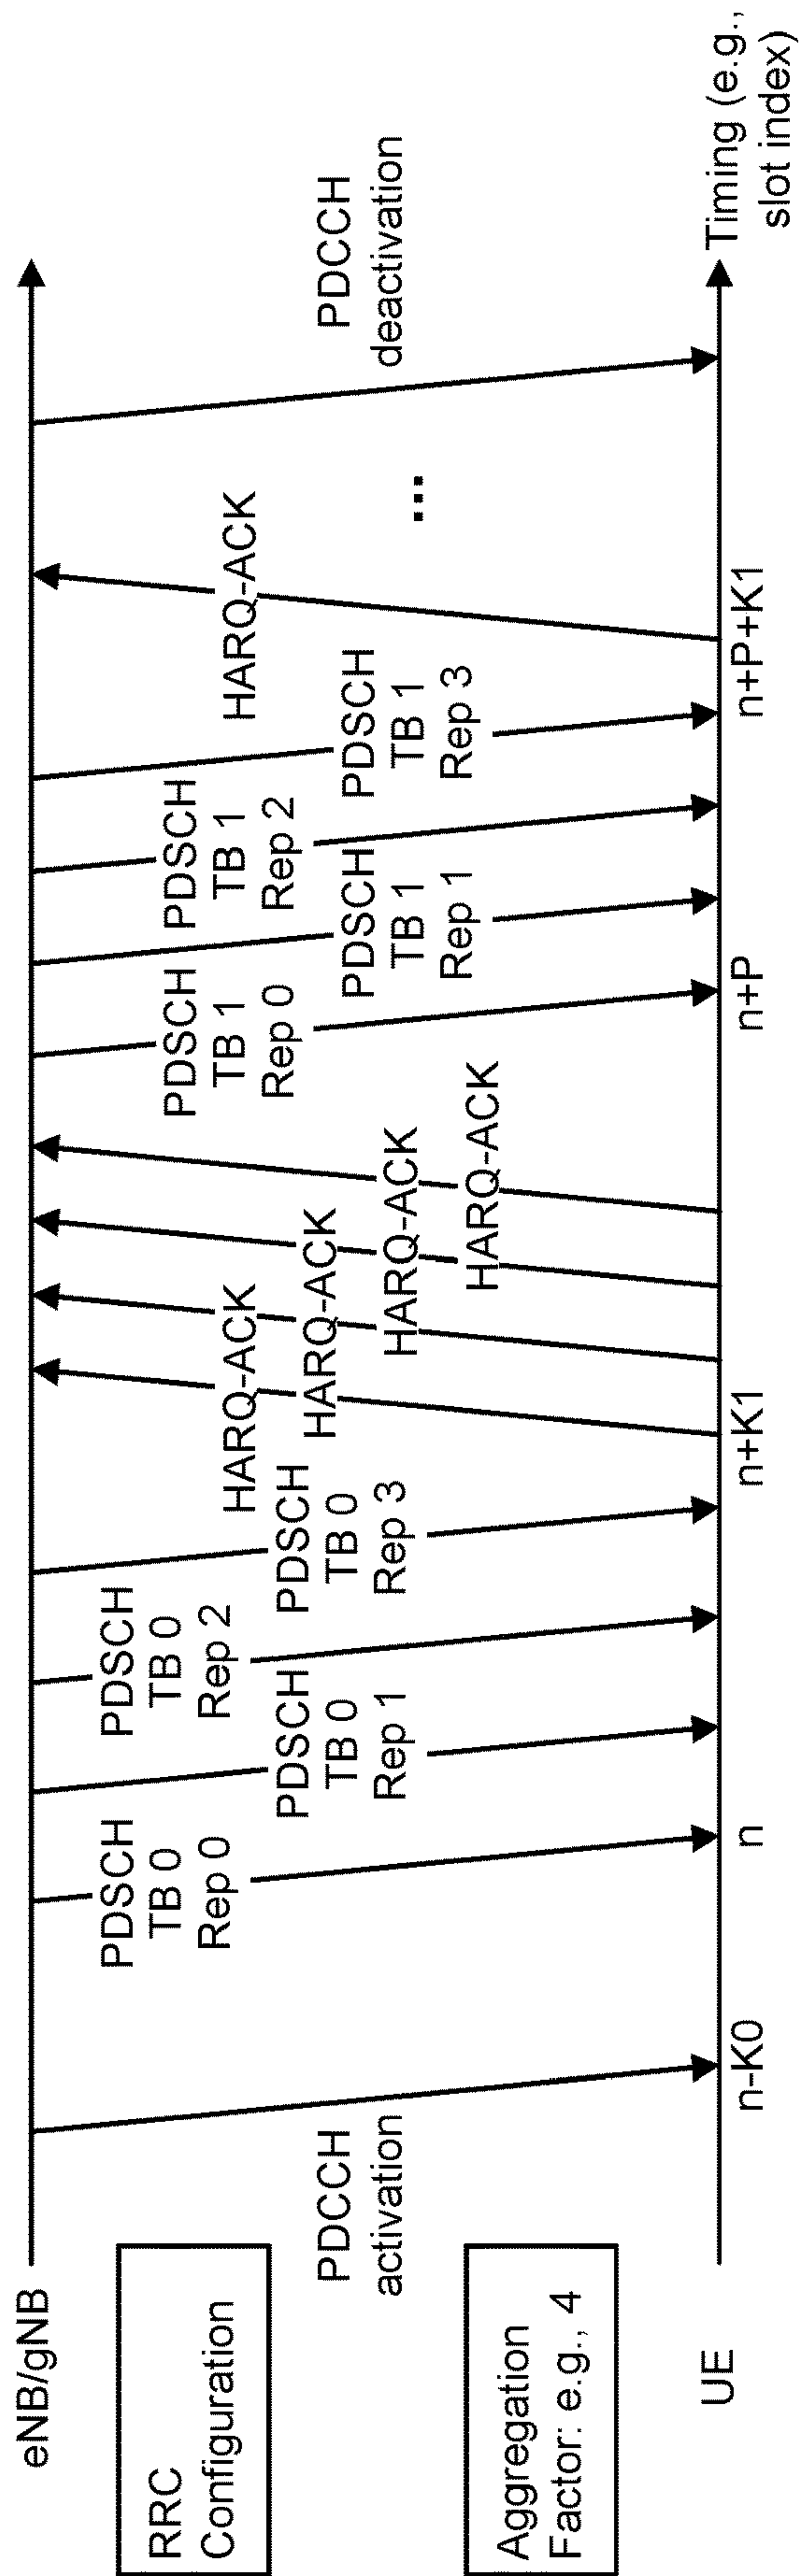 eNB/gNB
RRC
Configuration
Aggregation
Factor: e.g., 4
UE
PDCCH
activation
n-K0
PDSCH
TB 0
Rep 0
n
PDSCH
TB 0
Rep 1
PDSCH
TB 0
Rep 2
PDSCH
TB 0
Rep 3
HARQ-ACK
n+K1
HARQ-ACK
HARQ-ACK
HARQ-ACK
PDSCH
TB 1
Rep 0
n+P
PDSCH
TB 1
Rep 1
PDSCH
TB 1
Rep 2
PDSCH
TB 1
Rep 3
HARQ-ACK
n+P+K1
...
PDCCH
deactivation
Timing (e.g.,
slot index)